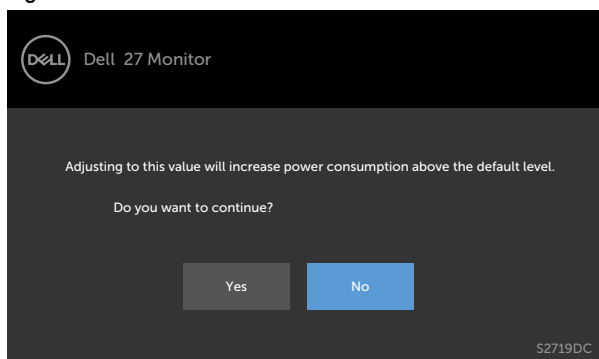 DELL
Dell 27 Monitor
Adjusting to this value will increase power consumption above the default level.
Do you want to continue?
Yes
No
S2719DC